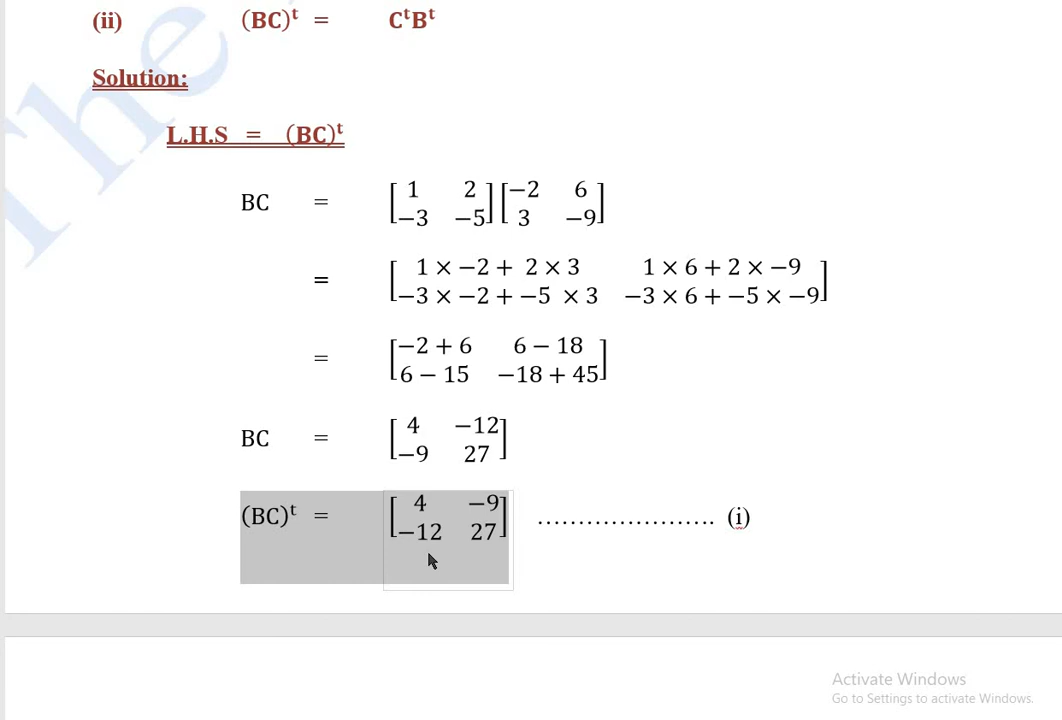 The
(ii) (BC)ᵗ = CᵗBᵗ
Solution:
L.H.S = (BC)ᵗ
BC = [1 2 −3 −5] [−2 6 3 −9]
= [1 × −2 + 2 × 3 1 × 6 + 2 × −9 −3 × −2 + −5 × 3 −3 × 6 + −5 × −9]
= [−2 + 6 6 − 18 6 − 15 −18 + 45]
BC = [4 −12 −9 27]
(BC)ᵗ = [4 −9 −12 27] ...................... (i)
Activate Windows
Go to Settings to activate Windows.